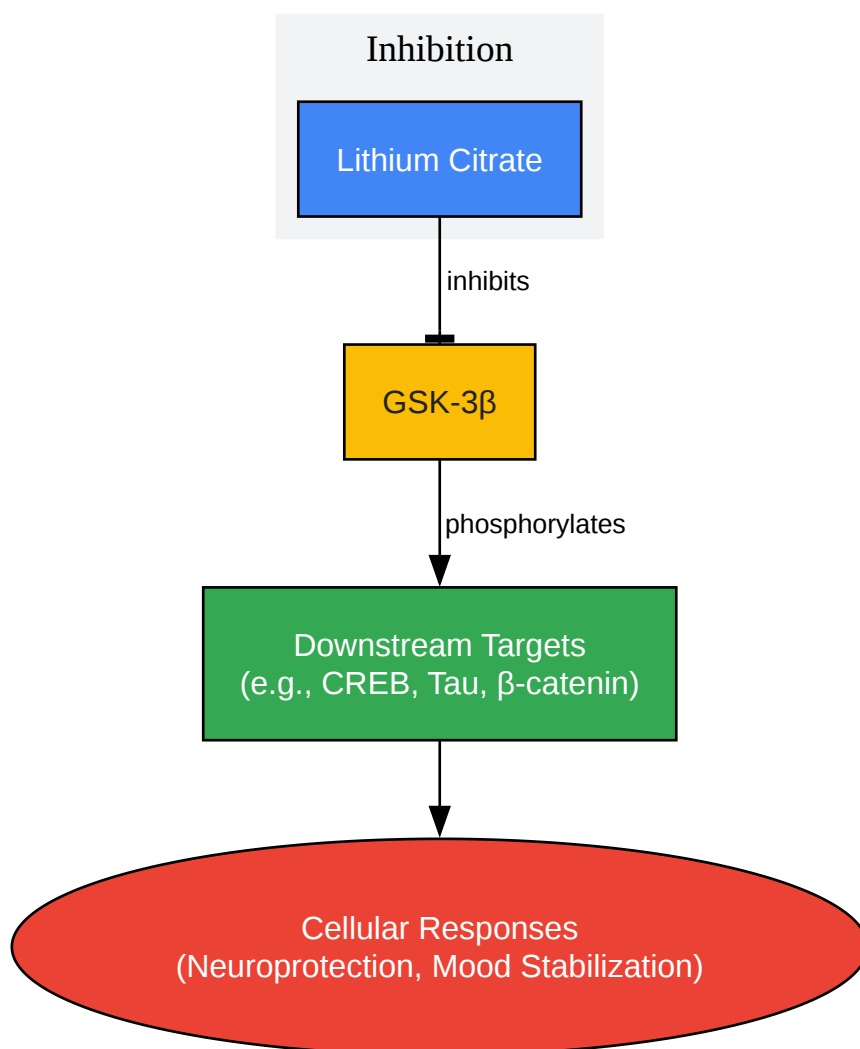 Inhibition
Lithium Citrate
inhibits
GSK-3β
phosphorylates
Downstream Targets
(e.g., CREB, Tau, β-catenin)
Cellular Responses
(Neuroprotection, Mood Stabilization)